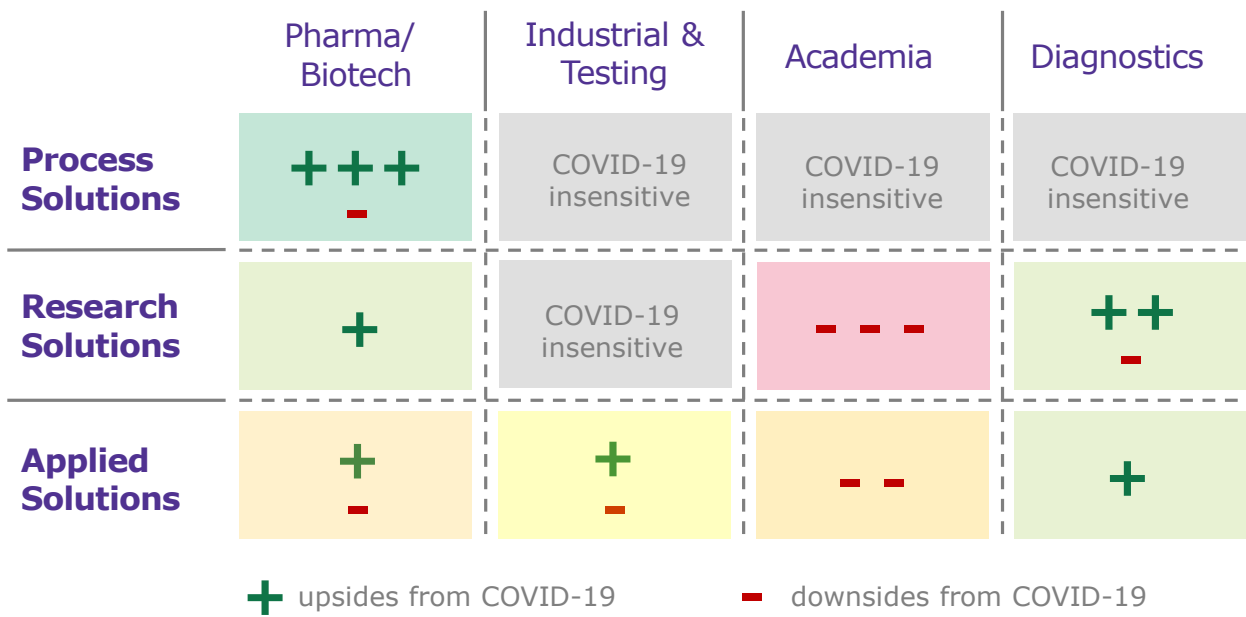 Pharma/
Biotech
Industrial &
Testing
Academia
Diagnostics
Process
Solutions
+ + +
-
COVID-19
insensitive
COVID-19
insensitive
COVID-19
insensitive
Research
Solutions
+
COVID-19
insensitive
- - -
+ +
-
Applied
Solutions
+
-
+
-
- -
+
+ upsides from COVID-19
- downsides from COVID-19